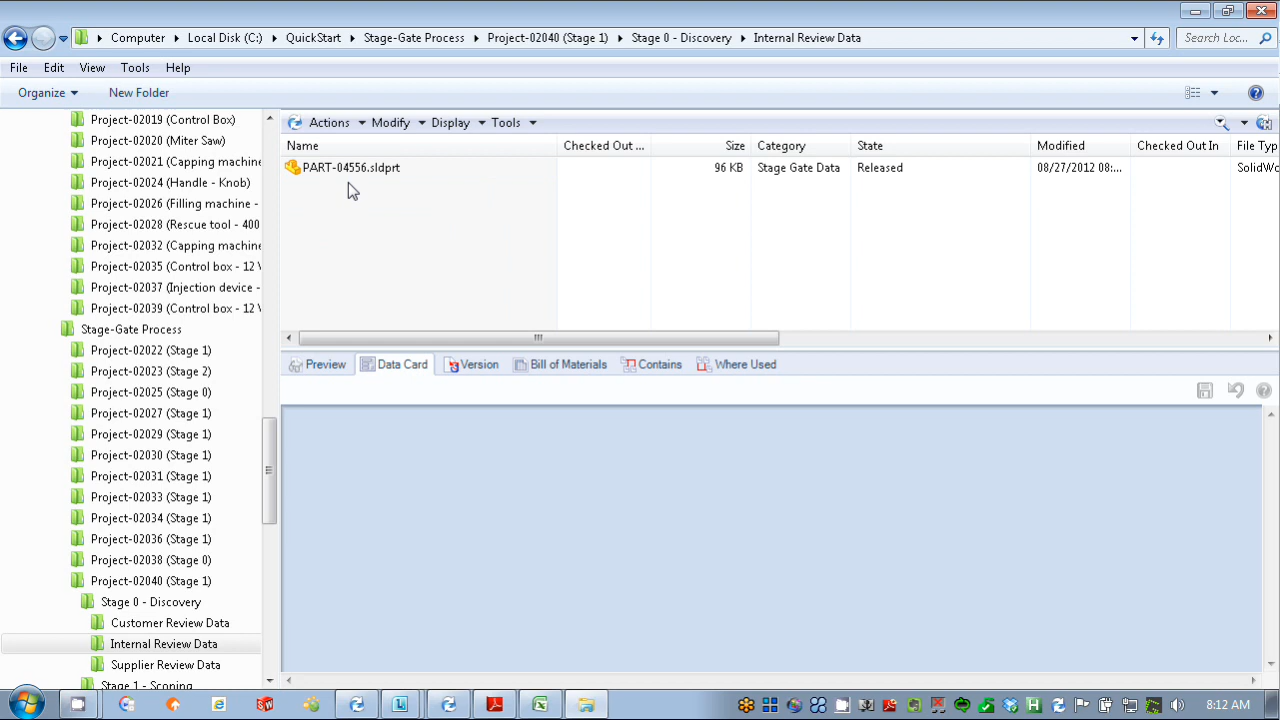 Computer Local Disk (C:) QuickStart Stage-Gate Process Project-02040 (Stage 1) Stage 0 - Discovery Internal Review Data Search Loc...
File Edit View Tools Help
Organize New Folder
Project-02019 (Control Box)
Project-02020 (Miter Saw)
Project-02021 (Capping machine
Project-02024 (Handle - Knob)
Project-02026 (Filling machine -
Project-02028 (Rescue tool - 400
Project-02032 (Capping machine
Project-02035 (Control box - 12 V
Project-02037 (Injection device -
Project-02039 (Control box - 12 V
Stage-Gate Process
Project-02022 (Stage 1)
Project-02023 (Stage 2)
Project-02025 (Stage 0)
Project-02027 (Stage 1)
Project-02029 (Stage 1)
Project-02030 (Stage 1)
Project-02031 (Stage 1)
Project-02033 (Stage 1)
Project-02034 (Stage 1)
Project-02036 (Stage 1)
Project-02038 (Stage 0)
Project-02040 (Stage 1)
Stage 0 - Discovery
Customer Review Data
Internal Review Data
Supplier Review Data
Stage 1 - Scoping
Actions Modify Display Tools
Name Checked Out ... Size Category State Modified Checked Out In File Typ
PART-04556.sldprt 96 KB Stage Gate Data Released 08/27/2012 08:... SolidWo
Preview Data Card Version Bill of Materials Contains Where Used
8:12 AM